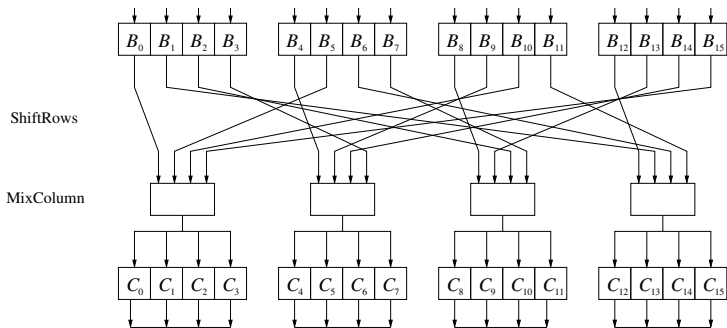 B₀ B₁ B₂ B₃ B₄ B₅ B₆ B₇ B₈ B₉ B₁₀ B₁₁ B₁₂ B₁₃ B₁₄ B₁₅
ShiftRows
MixColumn
C₀ C₁ C₂ C₃ C₄ C₅ C₆ C₇ C₈ C₉ C₁₀ C₁₁ C₁₂ C₁₃ C₁₄ C₁₅